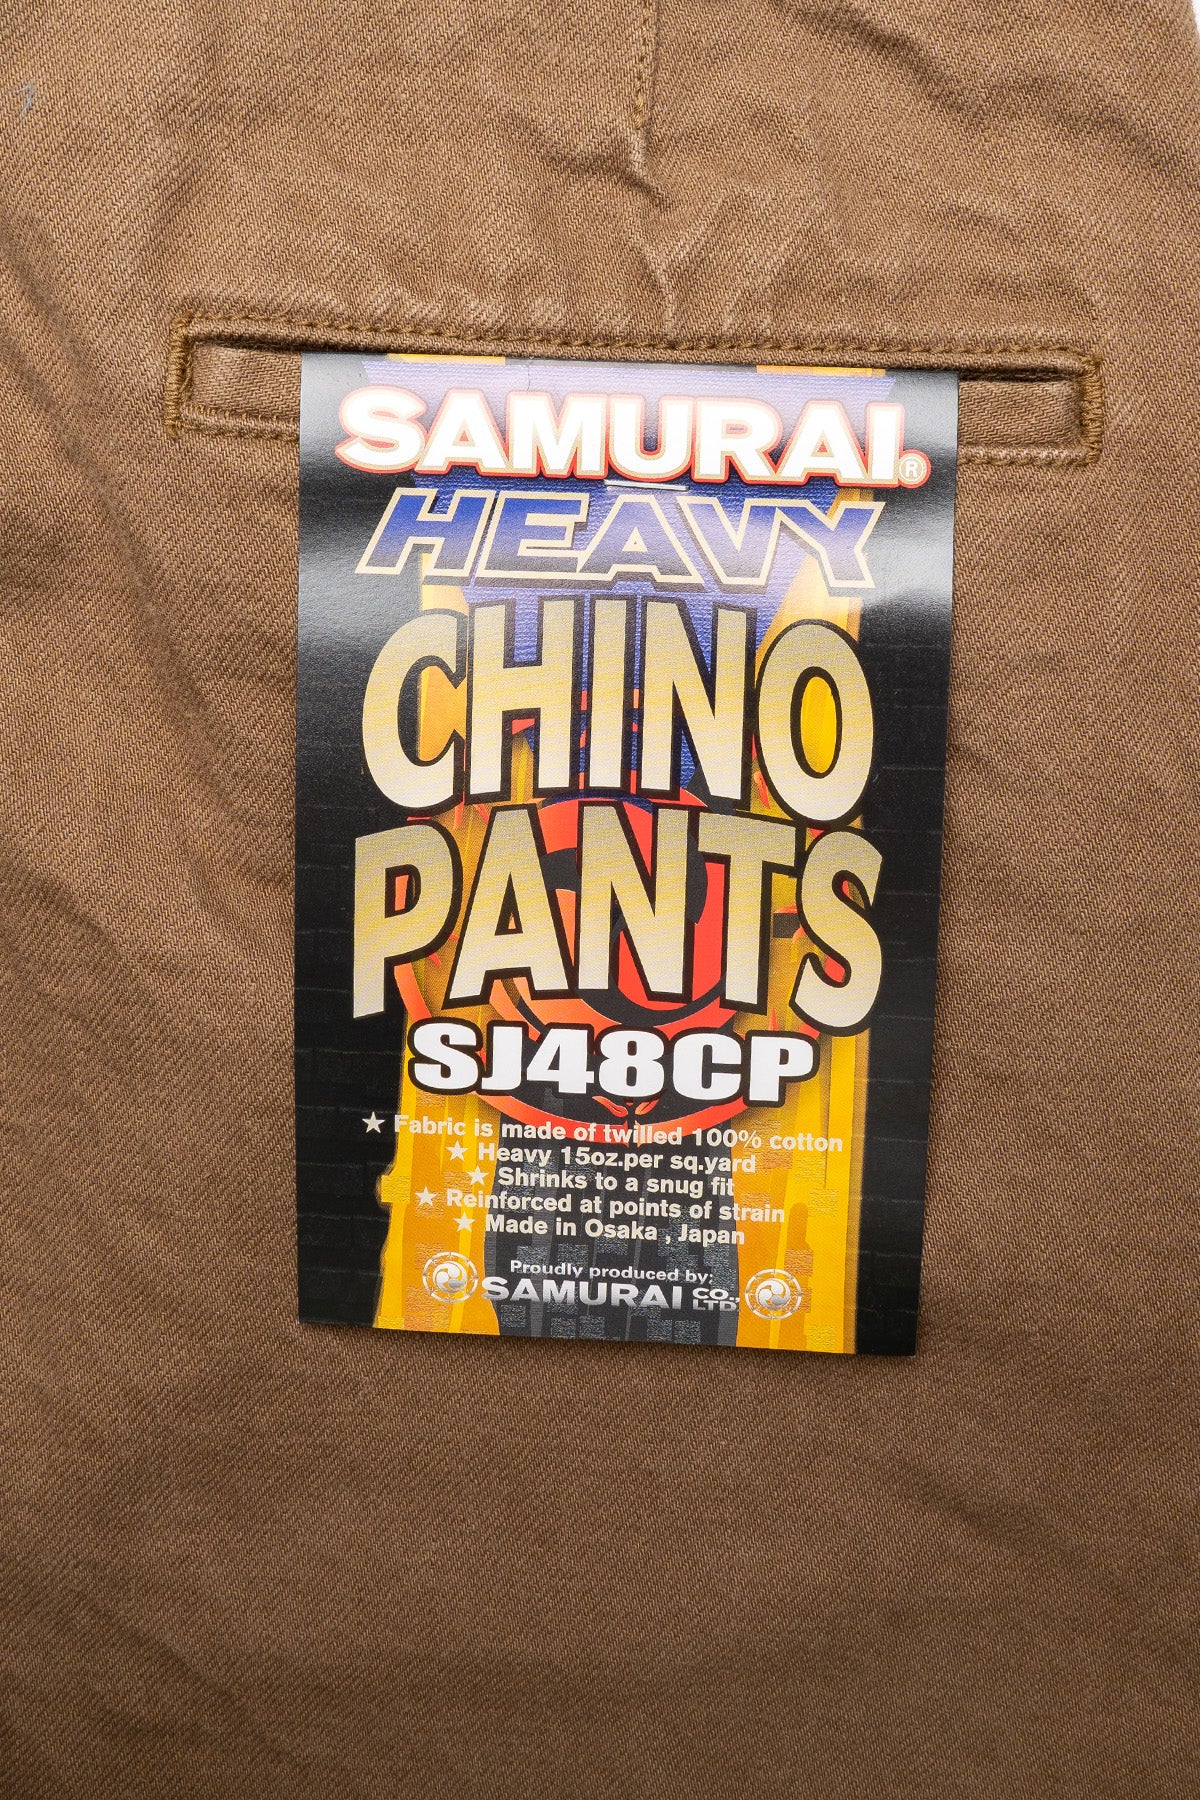 SAMURAI®
HEAVY
CHINO
PANTS
SJ48CP
★ Fabric is made of twilled 100% cotton
★ Heavy 15oz.per sq.yard
★ Shrinks to a snug fit
★ Reinforced at points of strain
★ Made in Osaka , Japan
Proudly produced by:
SAMURAI CO., LTD